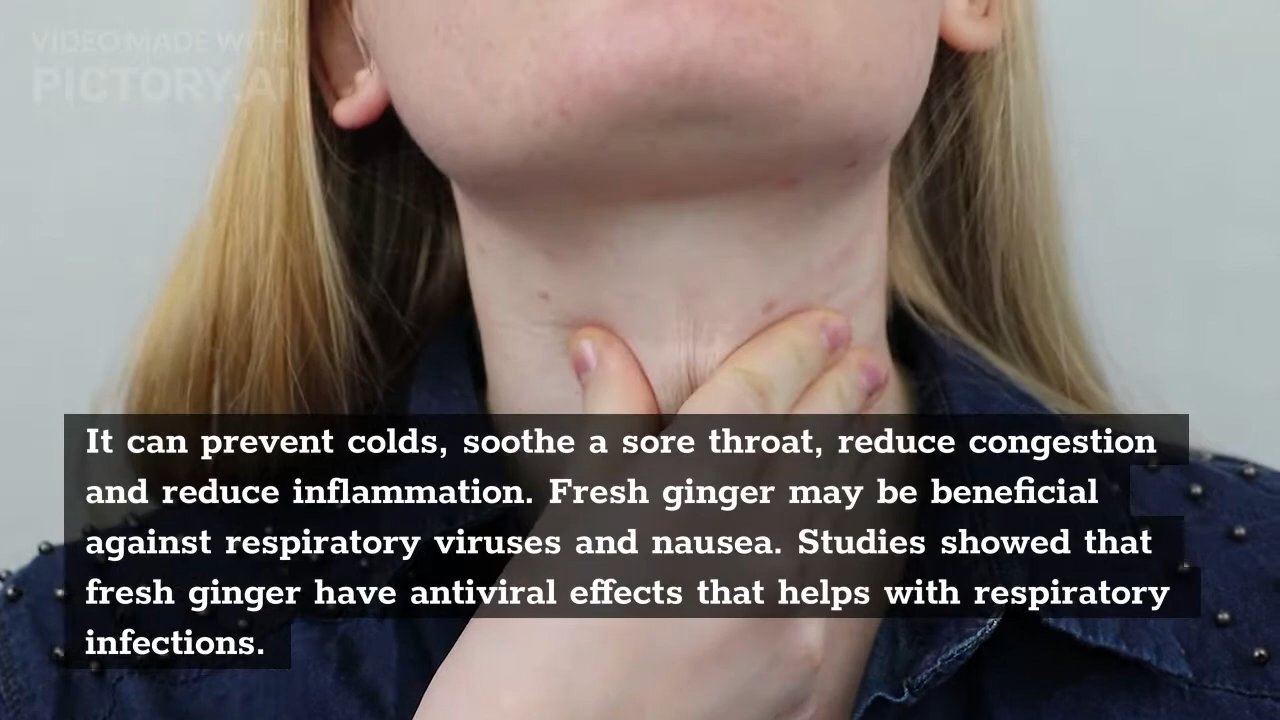 VIDEO MADE WITH
PICTORY.AI
It can prevent colds, soothe a sore throat, reduce congestion
and reduce inflammation. Fresh ginger may be beneficial
against respiratory viruses and nausea. Studies showed that
fresh ginger have antiviral effects that helps with respiratory
infections.